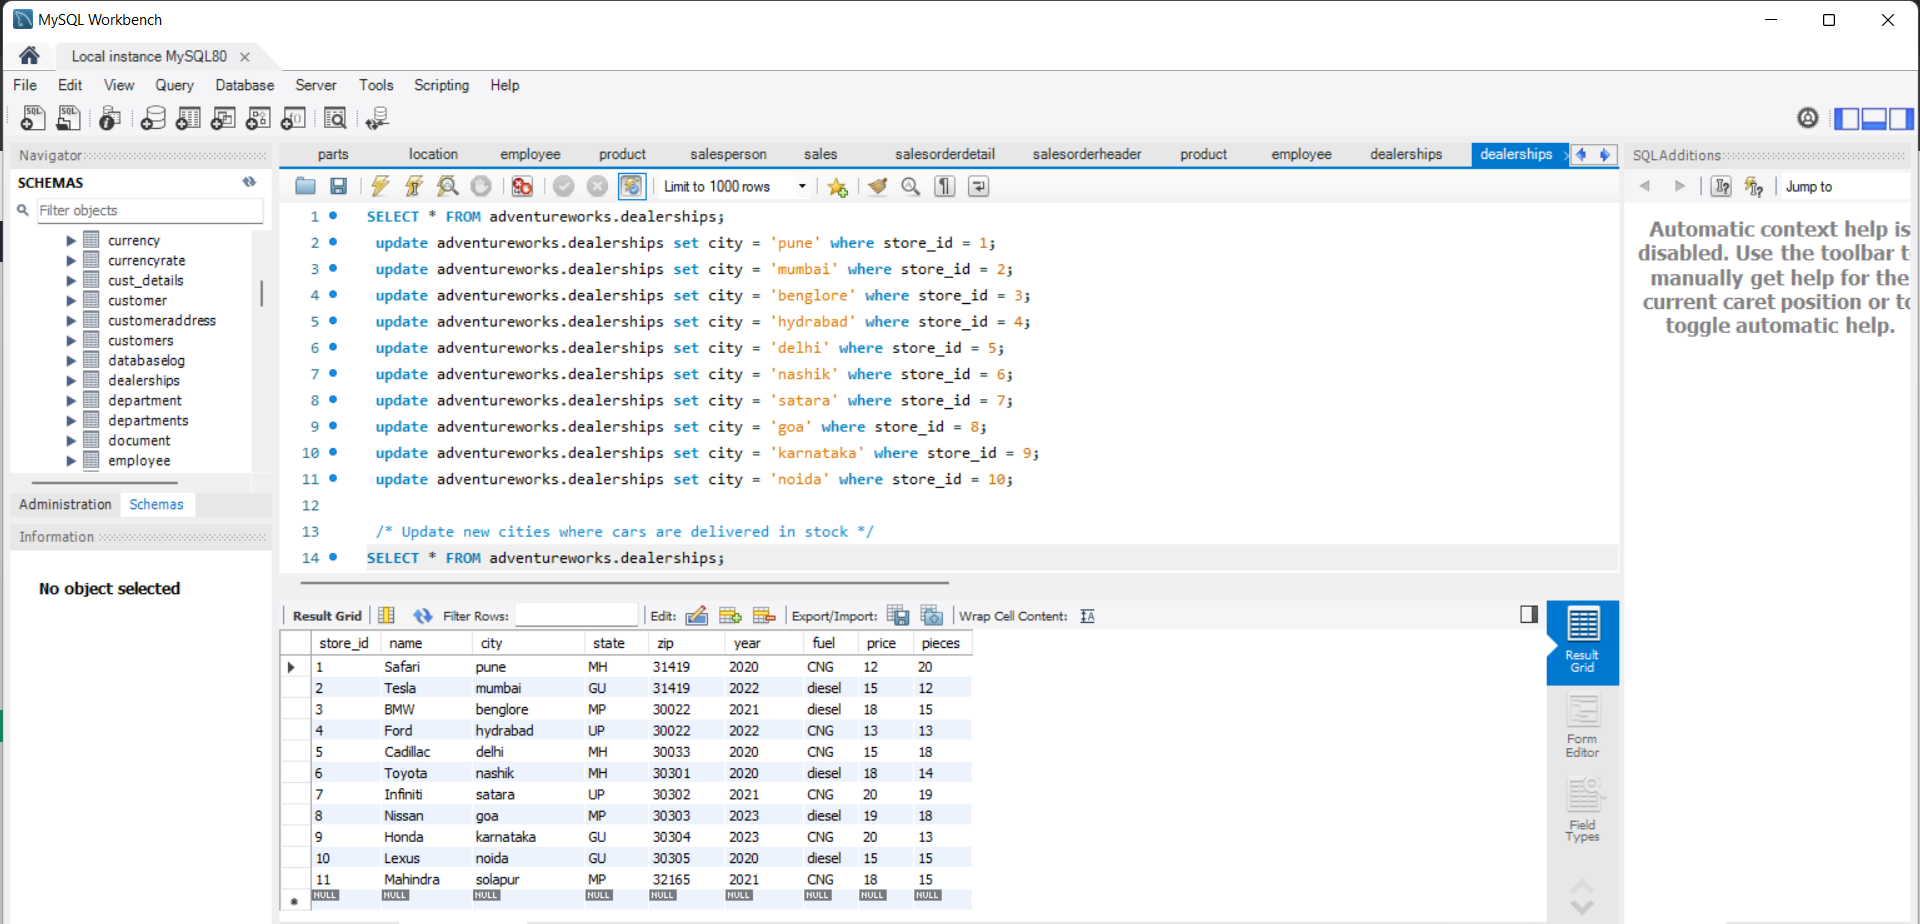 MySQL Workbench
Local instance MySQL80
File Edit View Query Database Server Tools Scripting Help
Navigator
SCHEMAS
Filter objects
currency
currencyrate
cust_details
customer
customeraddress
customers
databaselog
dealerships
department
departments
document
employee
Administration Schemas
Information
No object selected
parts location employee product salesperson sales salesorderdetail salesorderheader product employee dealerships dealerships
Limit to 1000 rows
1 SELECT * FROM adventureworks.dealerships;
2 update adventureworks.dealerships set city = 'pune' where store_id = 1;
3 update adventureworks.dealerships set city = 'mumbai' where store_id = 2;
4 update adventureworks.dealerships set city = 'benglore' where store_id = 3;
5 update adventureworks.dealerships set city = 'hydrabad' where store_id = 4;
6 update adventureworks.dealerships set city = 'delhi' where store_id = 5;
7 update adventureworks.dealerships set city = 'nashik' where store_id = 6;
8 update adventureworks.dealerships set city = 'satara' where store_id = 7;
9 update adventureworks.dealerships set city = 'goa' where store_id = 8;
10 update adventureworks.dealerships set city = 'karnataka' where store_id = 9;
11 update adventureworks.dealerships set city = 'noida' where store_id = 10;
12
13 /* Update new cities where cars are delivered in stock */
14 SELECT * FROM adventureworks.dealerships;
Result Grid Filter Rows: Edit: Export/Import: Wrap Cell Content:
store_id name city state zip year fuel price pieces
1 Safari pune MH 31419 2020 CNG 12 20
2 Tesla mumbai GU 31419 2022 diesel 15 12
3 BMW benglore MP 30022 2021 diesel 18 15
4 Ford hydrabad UP 30022 2022 CNG 13 13
5 Cadillac delhi MH 30033 2020 CNG 15 18
6 Toyota nashik MH 30301 2020 diesel 18 14
7 Infiniti satara UP 30302 2021 CNG 20 19
8 Nissan goa MP 30303 2023 diesel 19 18
9 Honda karnataka GU 30304 2023 CNG 20 13
10 Lexus noida GU 30305 2020 diesel 15 15
11 Mahindra solapur MP 32165 2021 CNG 18 15
NULL NULL NULL NULL NULL NULL NULL NULL NULL
Result
Grid
Form
Editor
Field
Types
SQLAdditions
Jump to
Automatic context help is
disabled. Use the toolbar t
manually get help for the
current caret position or to
toggle automatic help.